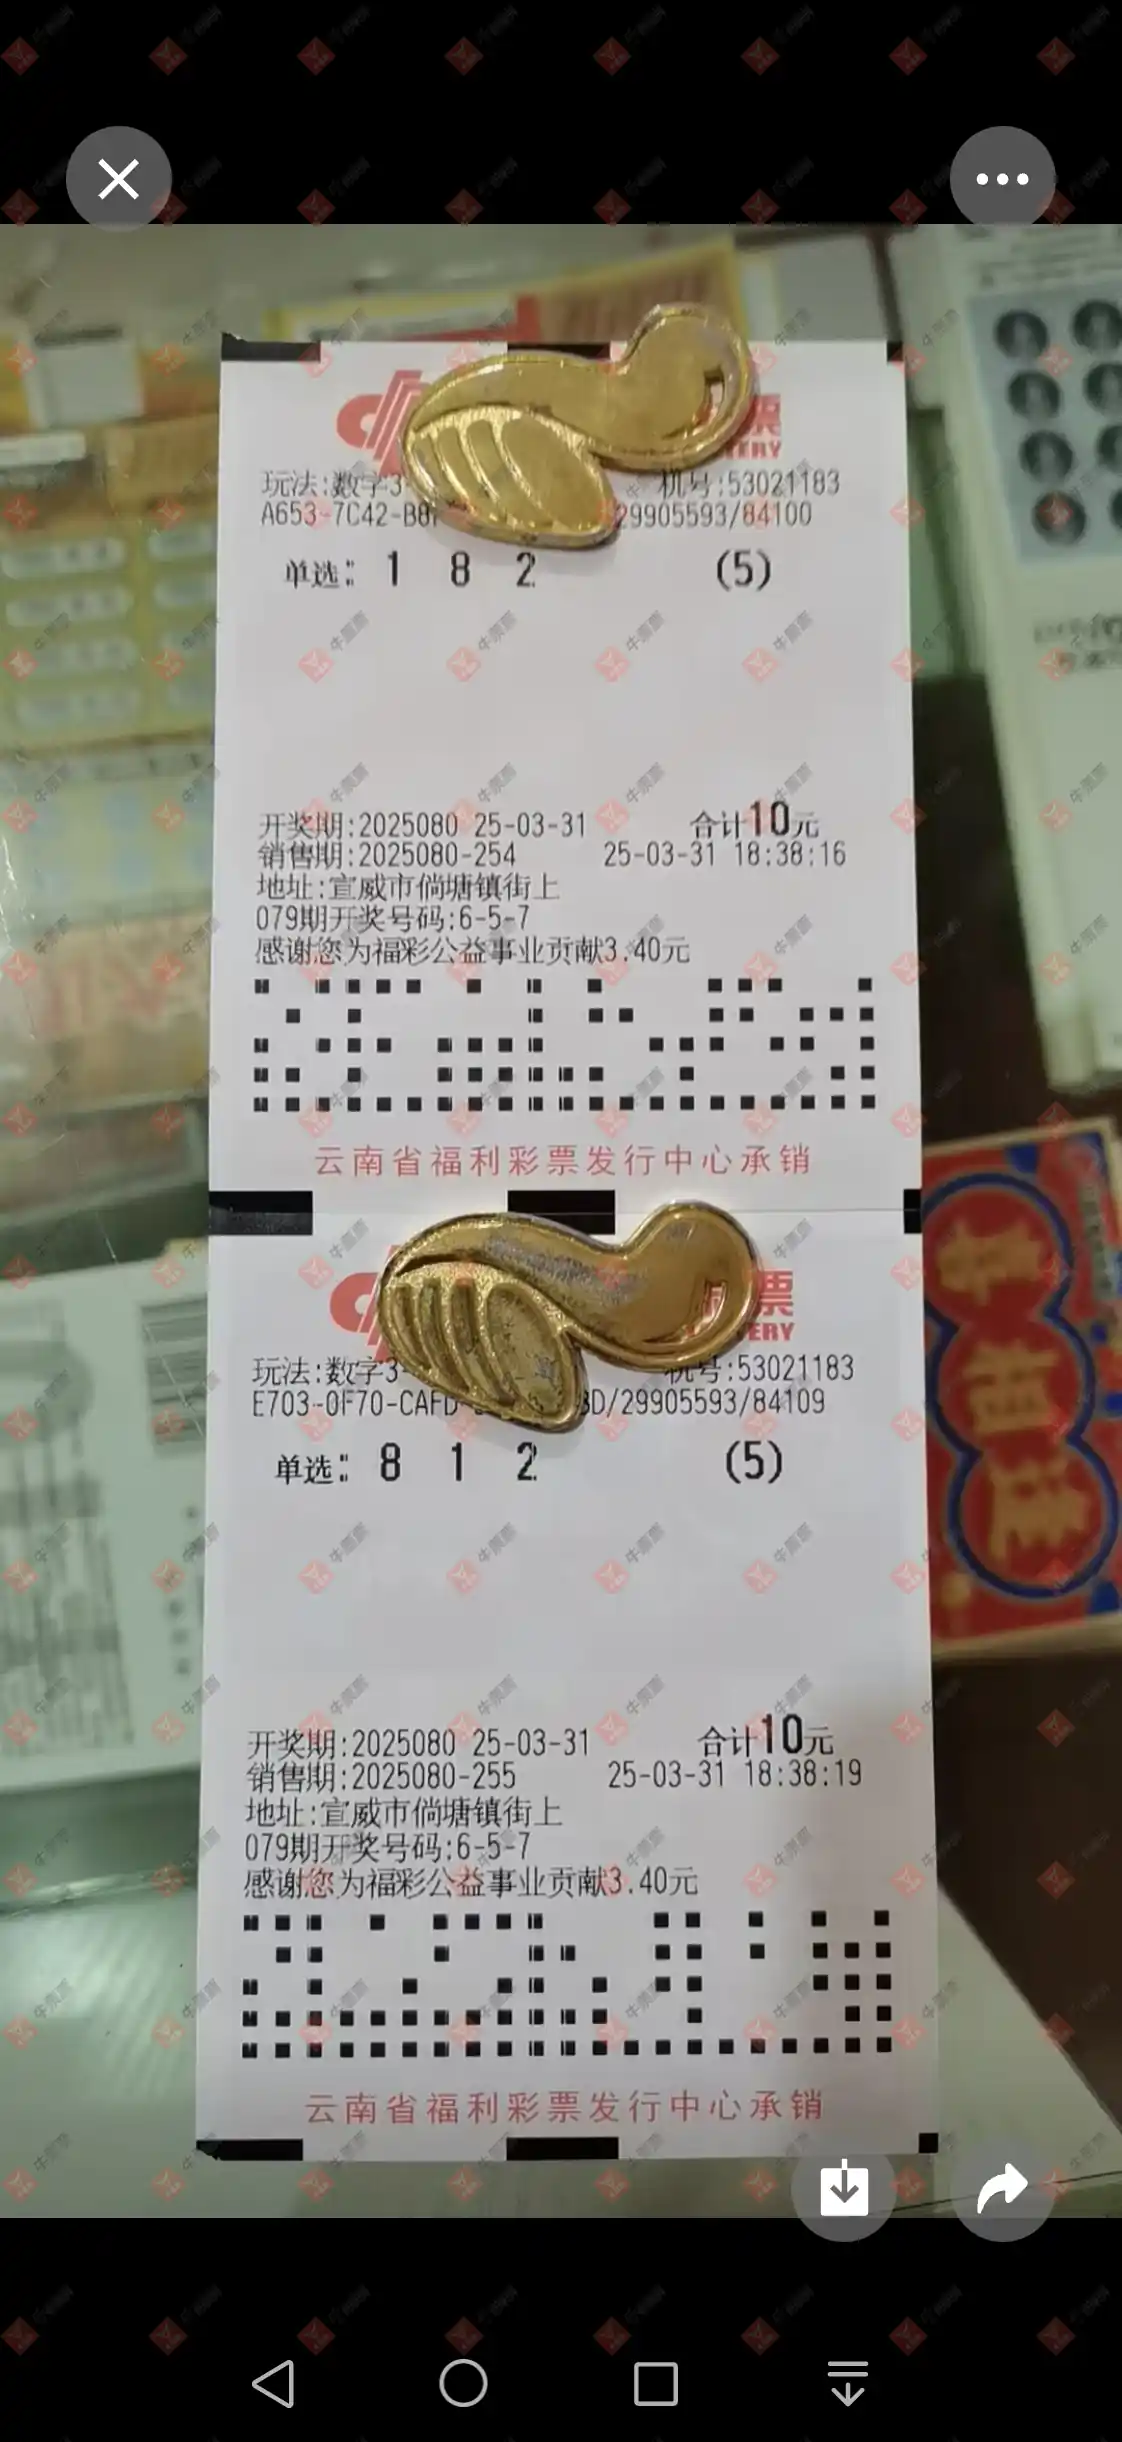 票
TERY
玩法:数字3 机号:53021183
A653-7C42-B8 29905593/84100
单选: 1 8 2 (5)
开奖期:2025080 25-03-31 合计10元
销售期:2025080-254 25-03-31 18:38:16
地址:宣威市倘塘镇街上
079期开奖号码:6-5-7
感谢您为福彩公益事业贡献3.40元
云南省福利彩票发行中心承销
票
ERY
玩法:数字3 机号:53021183
E703-0F70-CAFD D/29905593/84109
单选: 8 1 2 (5)
开奖期:2025080 25-03-31 合计10元
销售期:2025080-255 25-03-31 18:38:19
地址:宣威市倘塘镇街上
079期开奖号码:6-5-7
感谢您为福彩公益事业贡献3.40元
云南省福利彩票发行中心承销